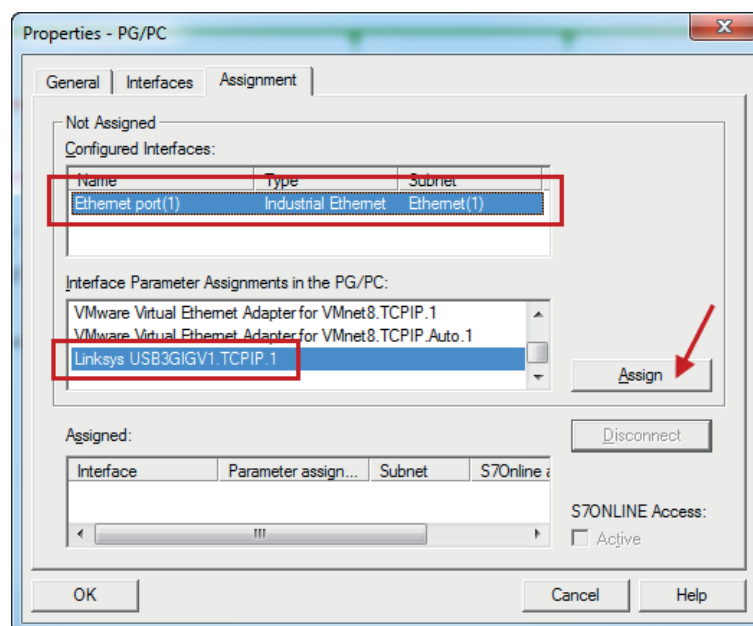 Properties - PG/PC
X
General Interfaces Assignment
Not Assigned
Configured Interfaces:
Name Type Subnet
Ethernet port(1) Industrial Ethernet Ethernet(1)
Interface Parameter Assignments in the PG/PC:
VMware Virtual Ethernet Adapter for VMnet8.TCPIP.1
VMware Virtual Ethernet Adapter for VMnet8.TCPIP.Auto.1
Linksys USB3GIGV1.TCPIP.1
Assign
Assigned:
Disconnect
Interface Parameter assign... Subnet S7Online a
S7ONLINE Access:
Active
OK Cancel Help